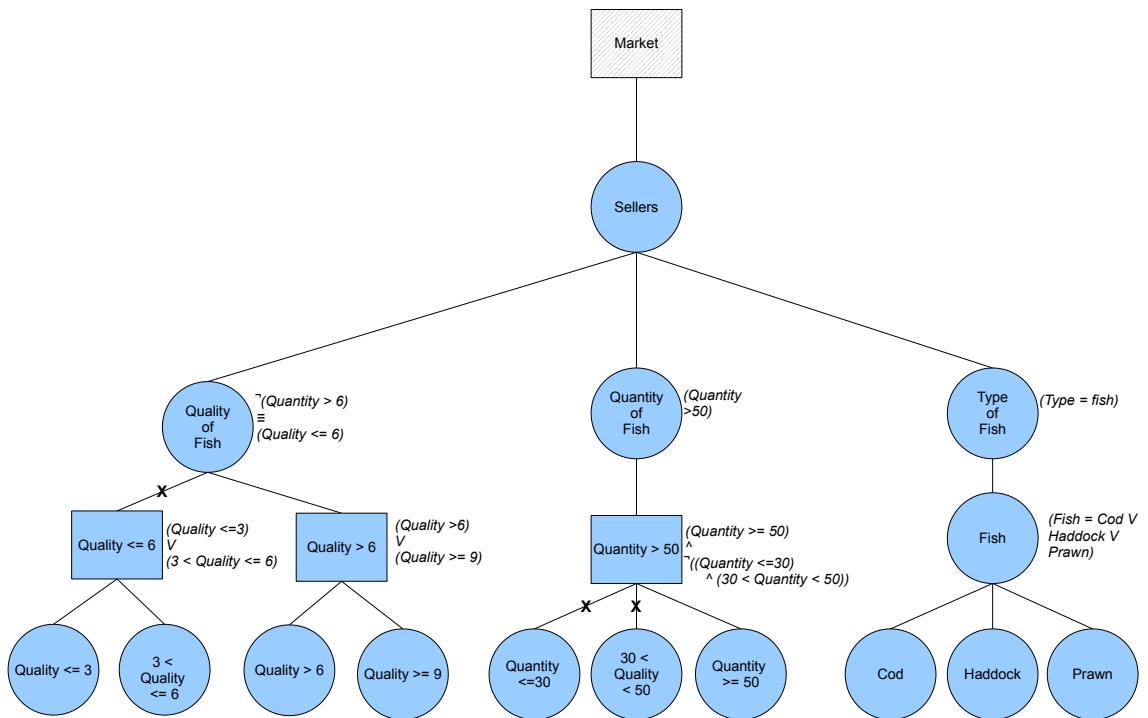 Market
Sellers
Quality
of
Fish
¬(Quantity > 6)
≡
(Quality <= 6)
Quantity
of
Fish
(Quantity
>50)
Type
of
Fish
(Type = fish)
X
Quality <= 6
(Quality <=3)
V
(3 < Quality <= 6)
Quality > 6
(Quality >6)
V
(Quality >= 9)
Quantity > 50
(Quantity >= 50)
^
¬((Quantity <=30)
^ (30 < Quantity < 50))
Fish
(Fish = Cod V
Haddock V
Prawn)
X
X
Quality <= 3
3 <
Quality
<= 6
Quality > 6
Quality >= 9
Quantity
<=30
30 <
Quality
< 50
Quantity
>= 50
Cod
Haddock
Prawn